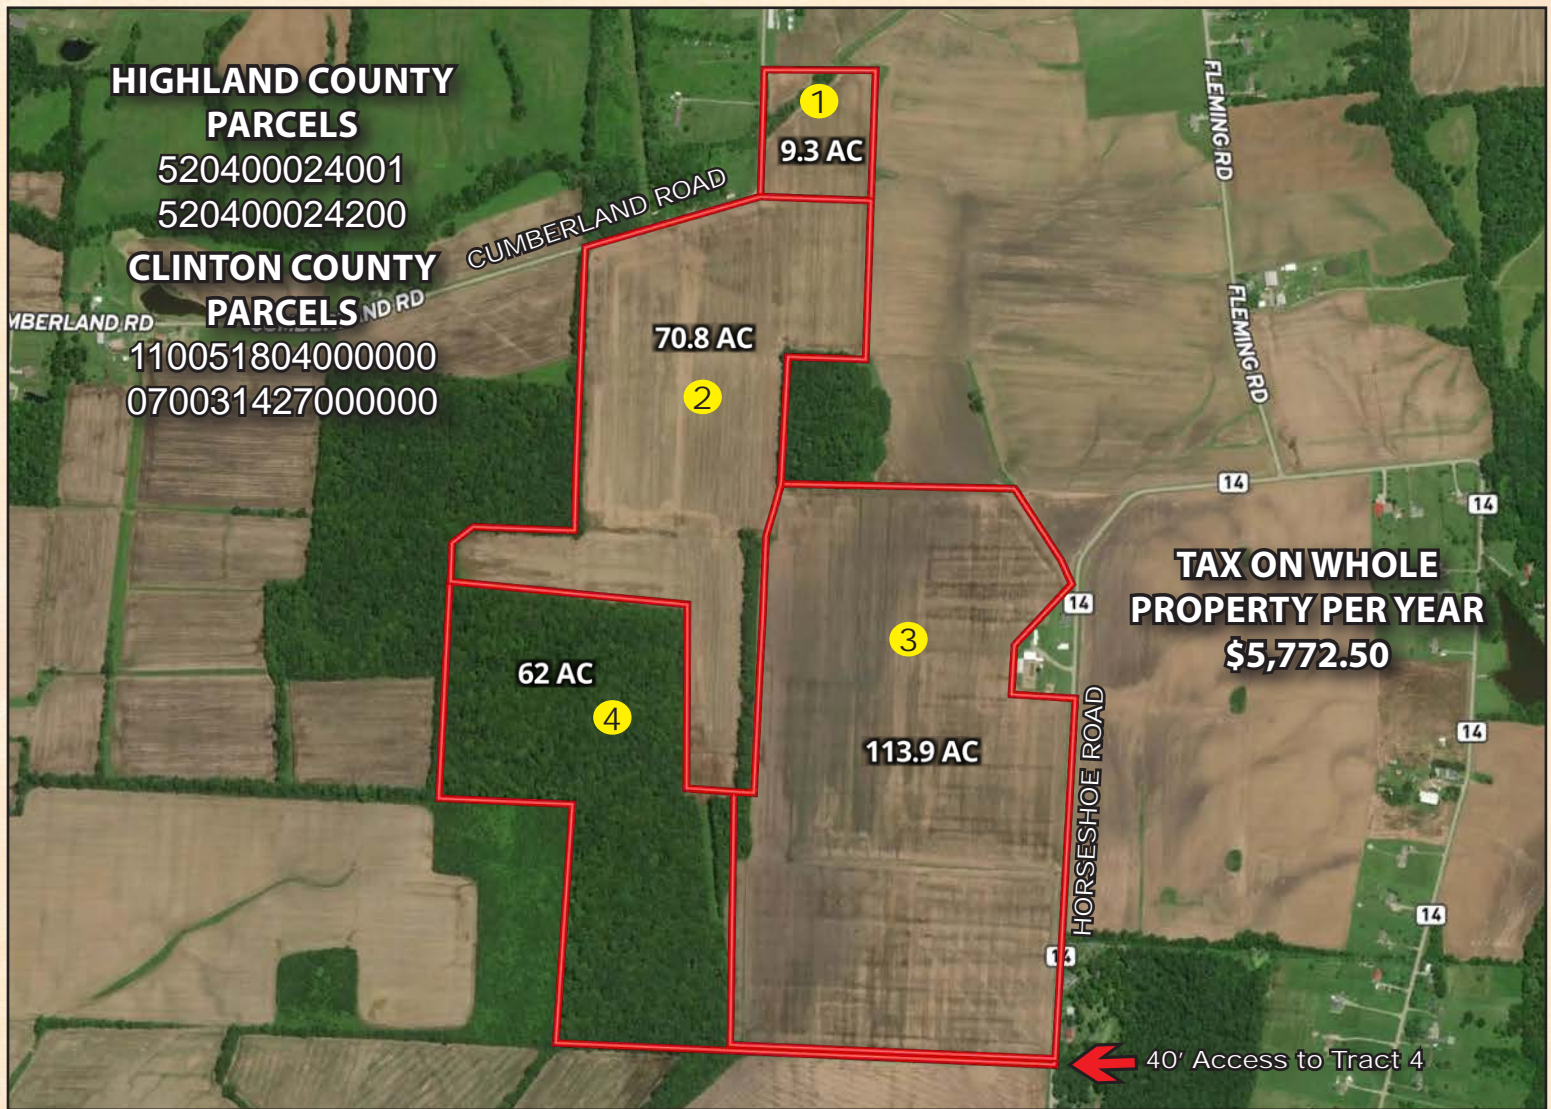 HIGHLAND COUNTY
PARCELS
520400024001
520400024200
CLINTON COUNTY
PARCELS
110051804000000
070031427000000
MBERLAND RD
ND RD
CUMBERLAND ROAD
1
9.3 AC
70.8 AC
2
FLEMING RD
FLEMING RD
14
14
14
TAX ON WHOLE
PROPERTY PER YEAR
$5,772.50
3
62 AC
4
113.9 AC
HORSESHOE ROAD
14
14
14
40' Access to Tract 4